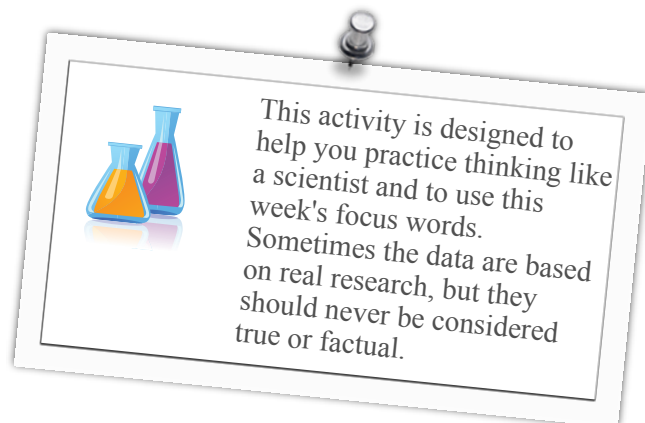 This activity is designed to
help you practice thinking like
a scientist and to use this
week's focus words.
Sometimes the data are based
on real research, but they
should never be considered
true or factual.